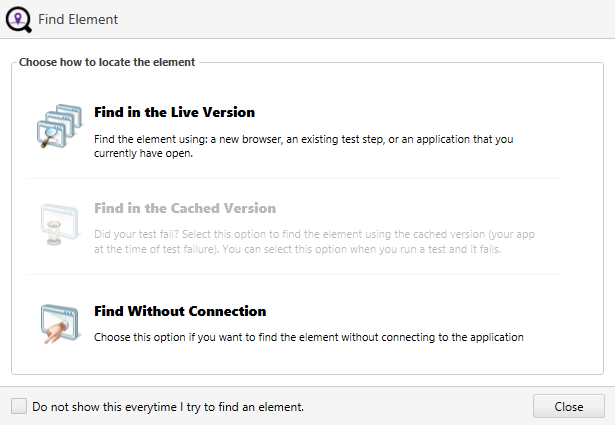 Find Element
Choose how to locate the element
Find in the Live Version
Find the element using: a new browser, an existing test step, or an application that you
currently have open.
Find in the Cached Version
Did your test fail? Select this option to find the element using the cached version (your app
at the time of test failure). You can select this option when you run a test and it fails.
Find Without Connection
Choose this option if you want to find the element without connecting to the application
Do not show this everytime I try to find an element.
Close